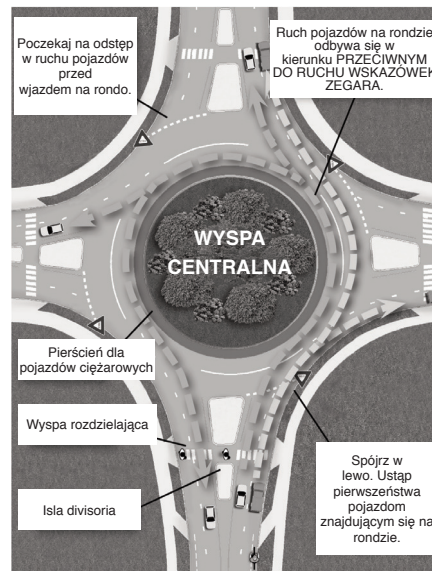 Poczekaj na odstęp
w ruchu pojazdów
przed
wjazdem na rondo.
Ruch pojazdów na rondzie
odbywa się w
kierunku PRZECIWNYM
DO RUCHU WSKAZÓWEK
ZEGARA.
WYSPA
CENTRALNA
Pierścień dla
pojazdów ciężarowych
Wyspa rozdzielająca
Isla divisoria
Spójrz w
lewo. Ustąp
pierwszeństwa
pojazdom
znajdującym się na
rondzie.